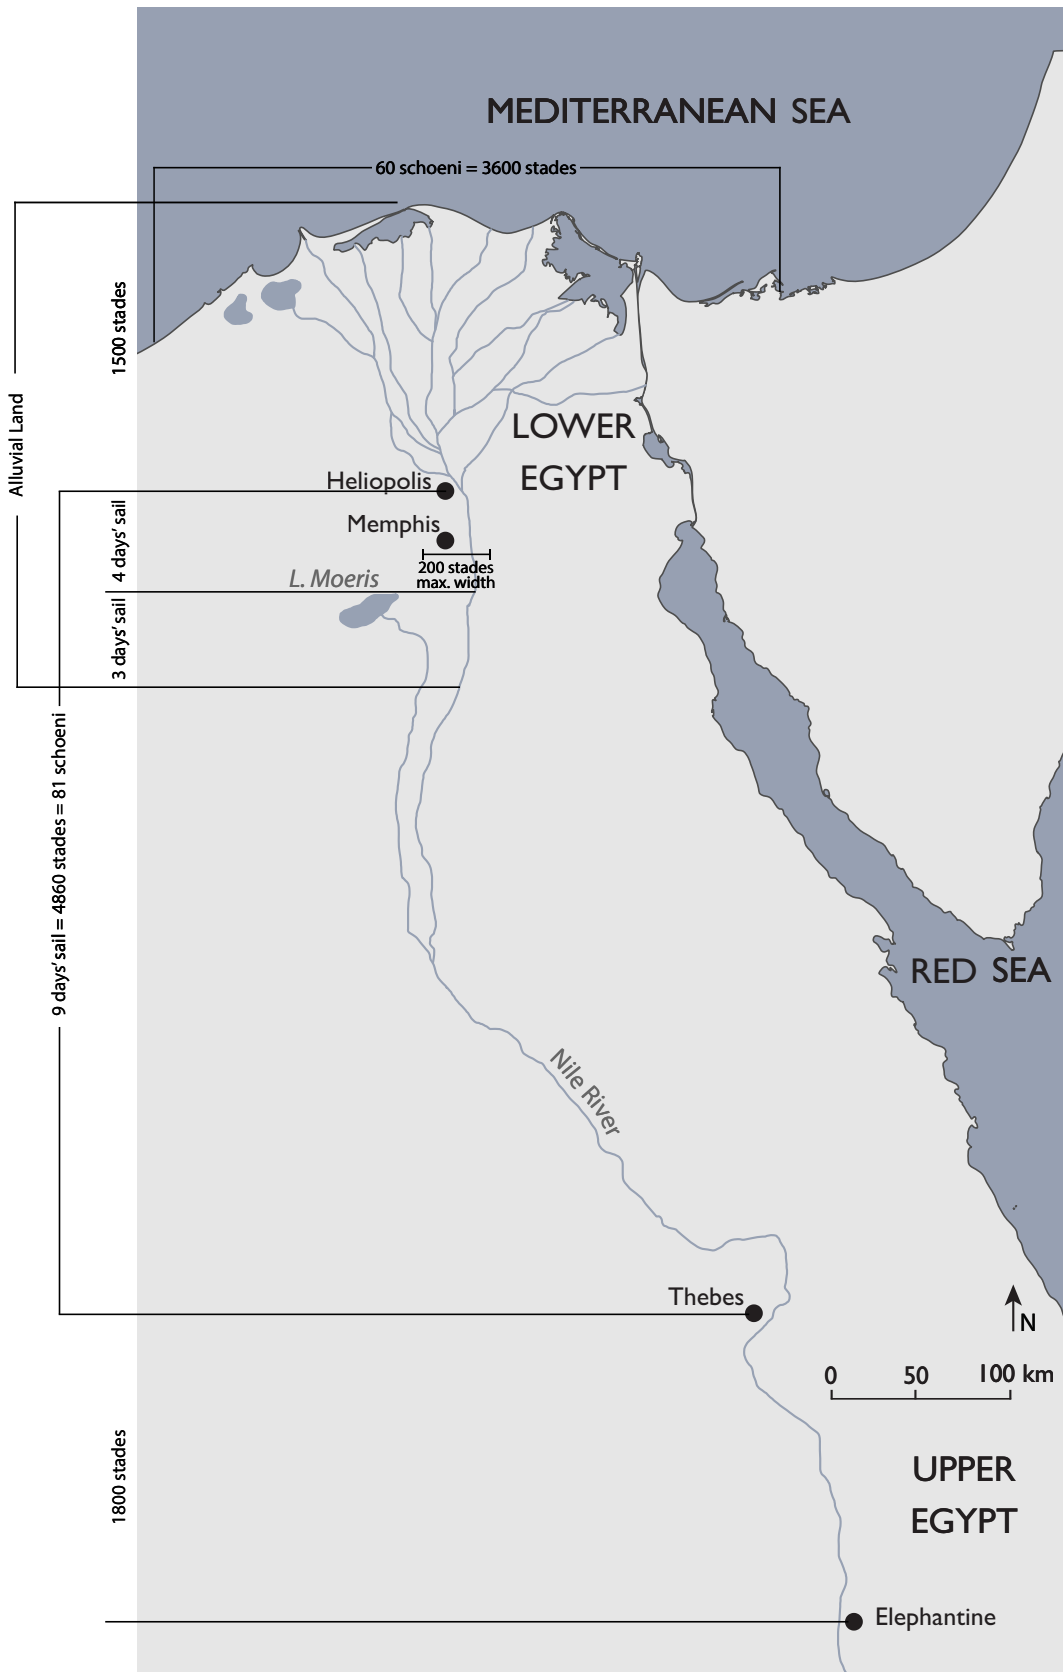 MEDITERRANEAN SEA
60 schoeni = 3600 stades
1500 stades
Alluvial Land
LOWER
EGYPT
Heliopolis
Memphis
4 days’ sail
200 stades
max. width
L. Moeris
3 days’ sail
9 days’ sail = 4860 stades = 81 schoeni
RED SEA
Nile River
Thebes
N
0 50 100 km
1800 stades
UPPER
EGYPT
Elephantine